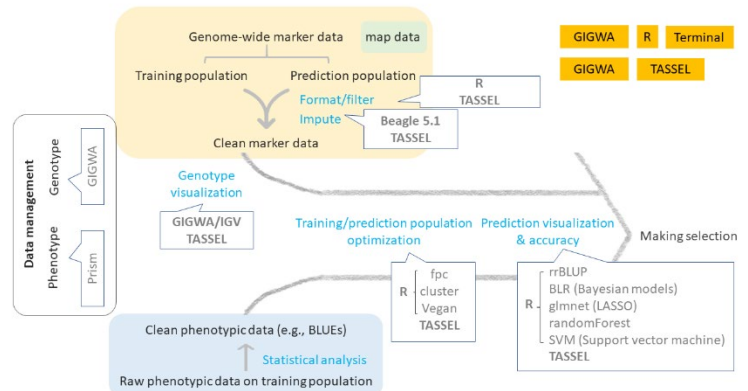 Genome-wide marker data
map data
Training population
Prediction population
Format/filter
R
TASSEL
Impute
Beagle 5.1
TASSEL
Clean marker data
GIGWA
R
Terminal
GIGWA
TASSEL
Data management
Genotype
GIGWA
Phenotype
Prism
Genotype
visualization
GIGWA/IGV
TASSEL
Training/prediction population
optimization
R
fpc
cluster
Vegan
TASSEL
Prediction visualization
& accuracy
R
rrBLUP
BLR (Bayesian models)
glmnet (LASSO)
randomForest
SVM (Support vector machine)
TASSEL
Making selection
Clean phenotypic data (e.g., BLUEs)
Statistical analysis
Raw phenotypic data on training population